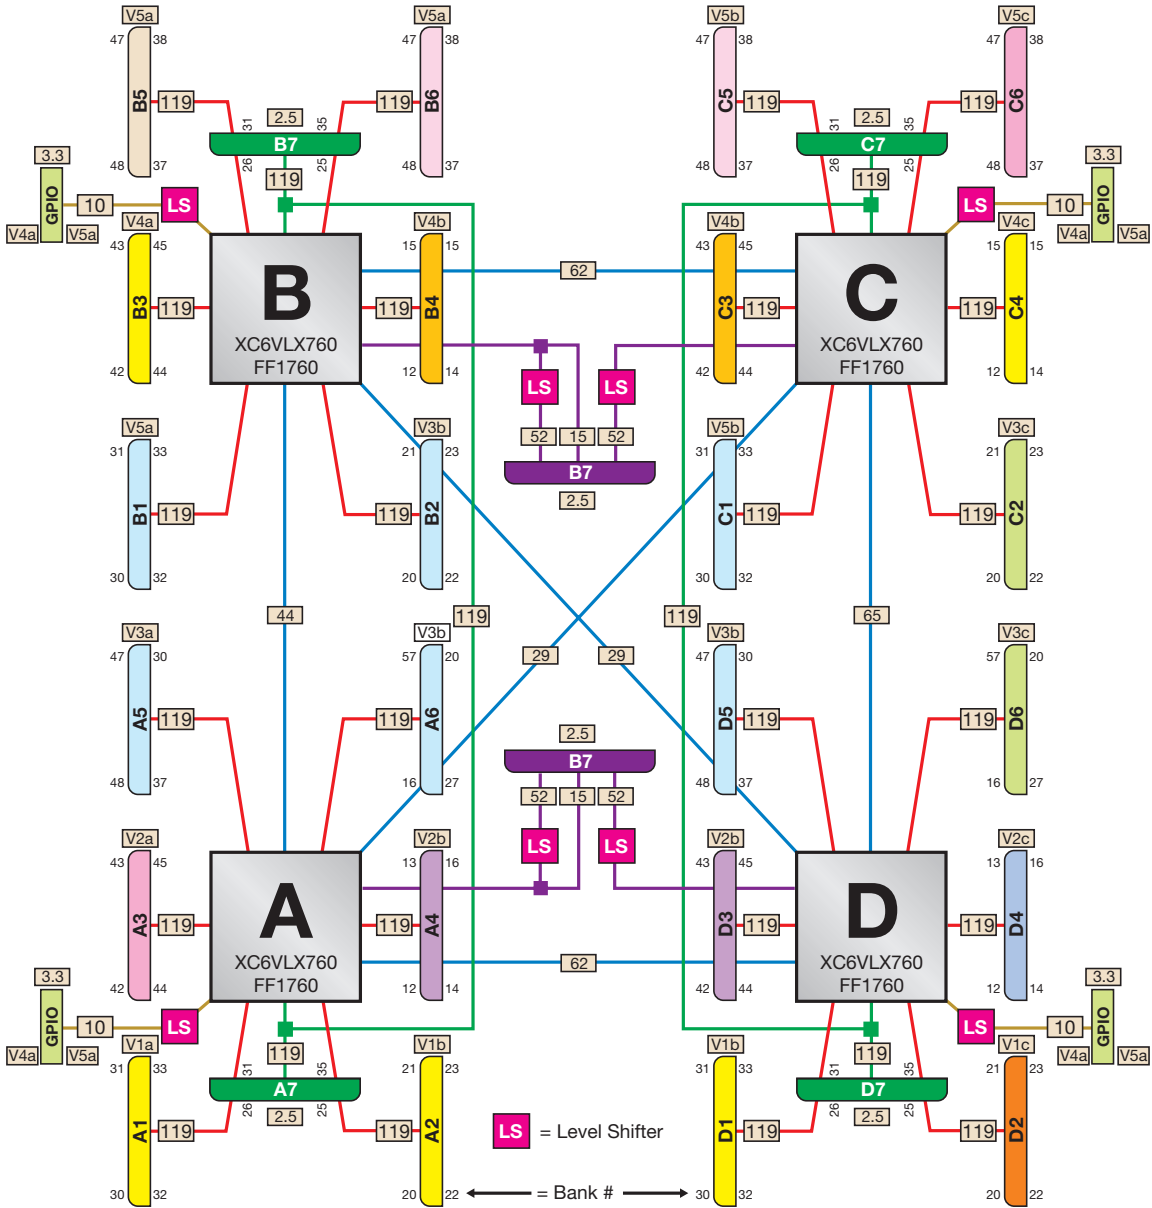 V5a V5a V5b V5c
47 38 47 38 47 38 47 38
B5 119 119 B6 C5 119 119 C6
2.5 2.5
31 35 31 35
B7 C7
48 37 26 25 48 37 48 37 26 25 48 37
3.3 119 119 3.3
GPIO 10 LS LS 10 GPIO
V4a V5a V4a V4b V4b V4c V4a V5a
43 45 15 15 43 45 15 15
B 62 C
B3 119 119 B4 C3 119 119 C4
XC6VLX760 XC6VLX760
FF1760 FF1760
42 44 12 14 LS LS 42 44 12 14
V5a V3b 52 15 52 V5b V3c
31 33 21 23 31 33 21 23
B7
2.5
B1 119 119 B2 C1 119 119 C2
30 32 20 22 30 32 20 22
44 119 119 65
V3a V3b V3b V3c
47 30 57 20 29 29 47 30 57 20
A5 119 119 A6 D5 119 119 D6
2.5
B7
48 37 16 27 48 37 16 27
52 15 52
V2a V2b V2b V2c
43 45 13 16 LS LS 43 45 13 16
A D
A3 119 119 A4 D3 119 119 D4
XC6VLX760 62 XC6VLX760
FF1760 FF1760
42 44 12 14 42 44 12 14
3.3 3.3
GPIO 10 LS LS 10 GPIO
V4a V5a V1a 119 V1b V1b 119 V1c V4a V5a
31 33 31 35 21 23 31 33 31 35 21 23
A7 D7
26 25 26 25
2.5 2.5
A1 119 119 A2 LS = Level Shifter D1 119 119 D2
30 32 20 22 = Bank # 30 32 20 22